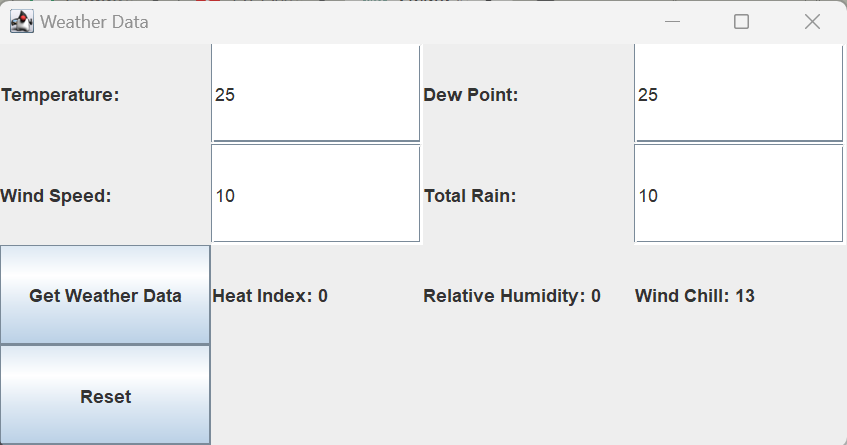 Weather Data
Temperature: 25 Dew Point: 25
Wind Speed: 10 Total Rain: 10
Get Weather Data Heat Index: 0 Relative Humidity: 0 Wind Chill: 13
Reset